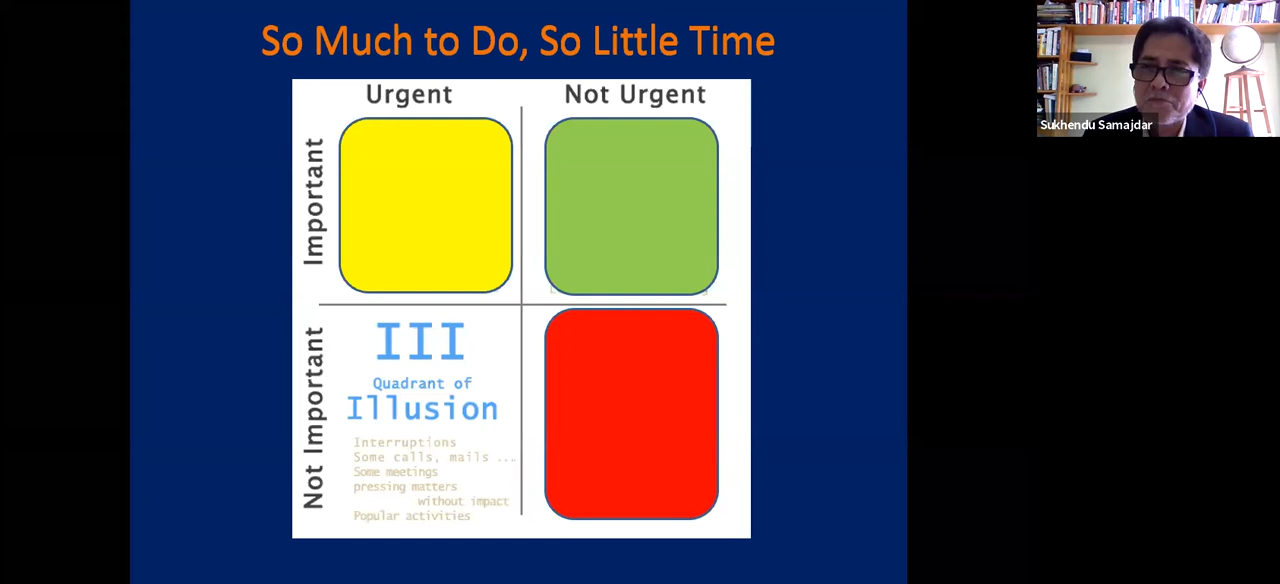 So Much to Do, So Little Time
Urgent Not Urgent
Important
Not Important
III
Quadrant of
Illusion
Interruptions
Some calls, mails ...
Some meetings
pressing matters
without impact
Popular activities
Sukhendu Samajdar